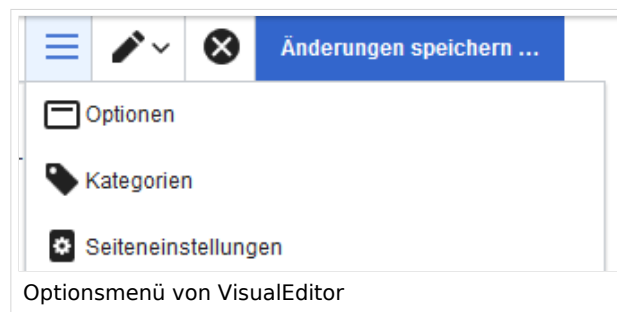 Änderungen speichern ...
Optionen
Kategorien
Seiteneinstellungen
Optionsmenü von VisualEditor